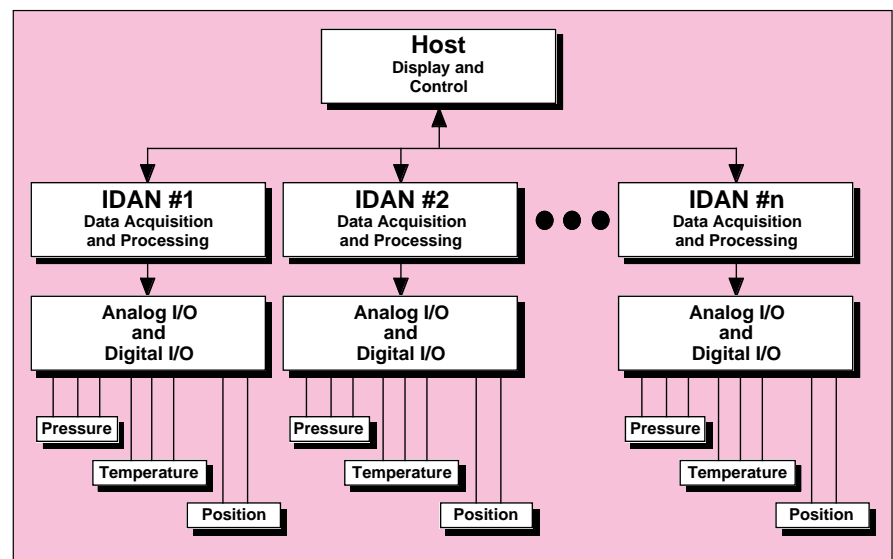 Host
Display and
Control
IDAN #1
Data Acquisition
and Processing
IDAN #2
Data Acquisition
and Processing
IDAN #n
Data Acquisition
and Processing
Analog I/O
and
Digital I/O
Analog I/O
and
Digital I/O
Analog I/O
and
Digital I/O
Pressure
Pressure
Pressure
Temperature
Temperature
Temperature
Position
Position
Position